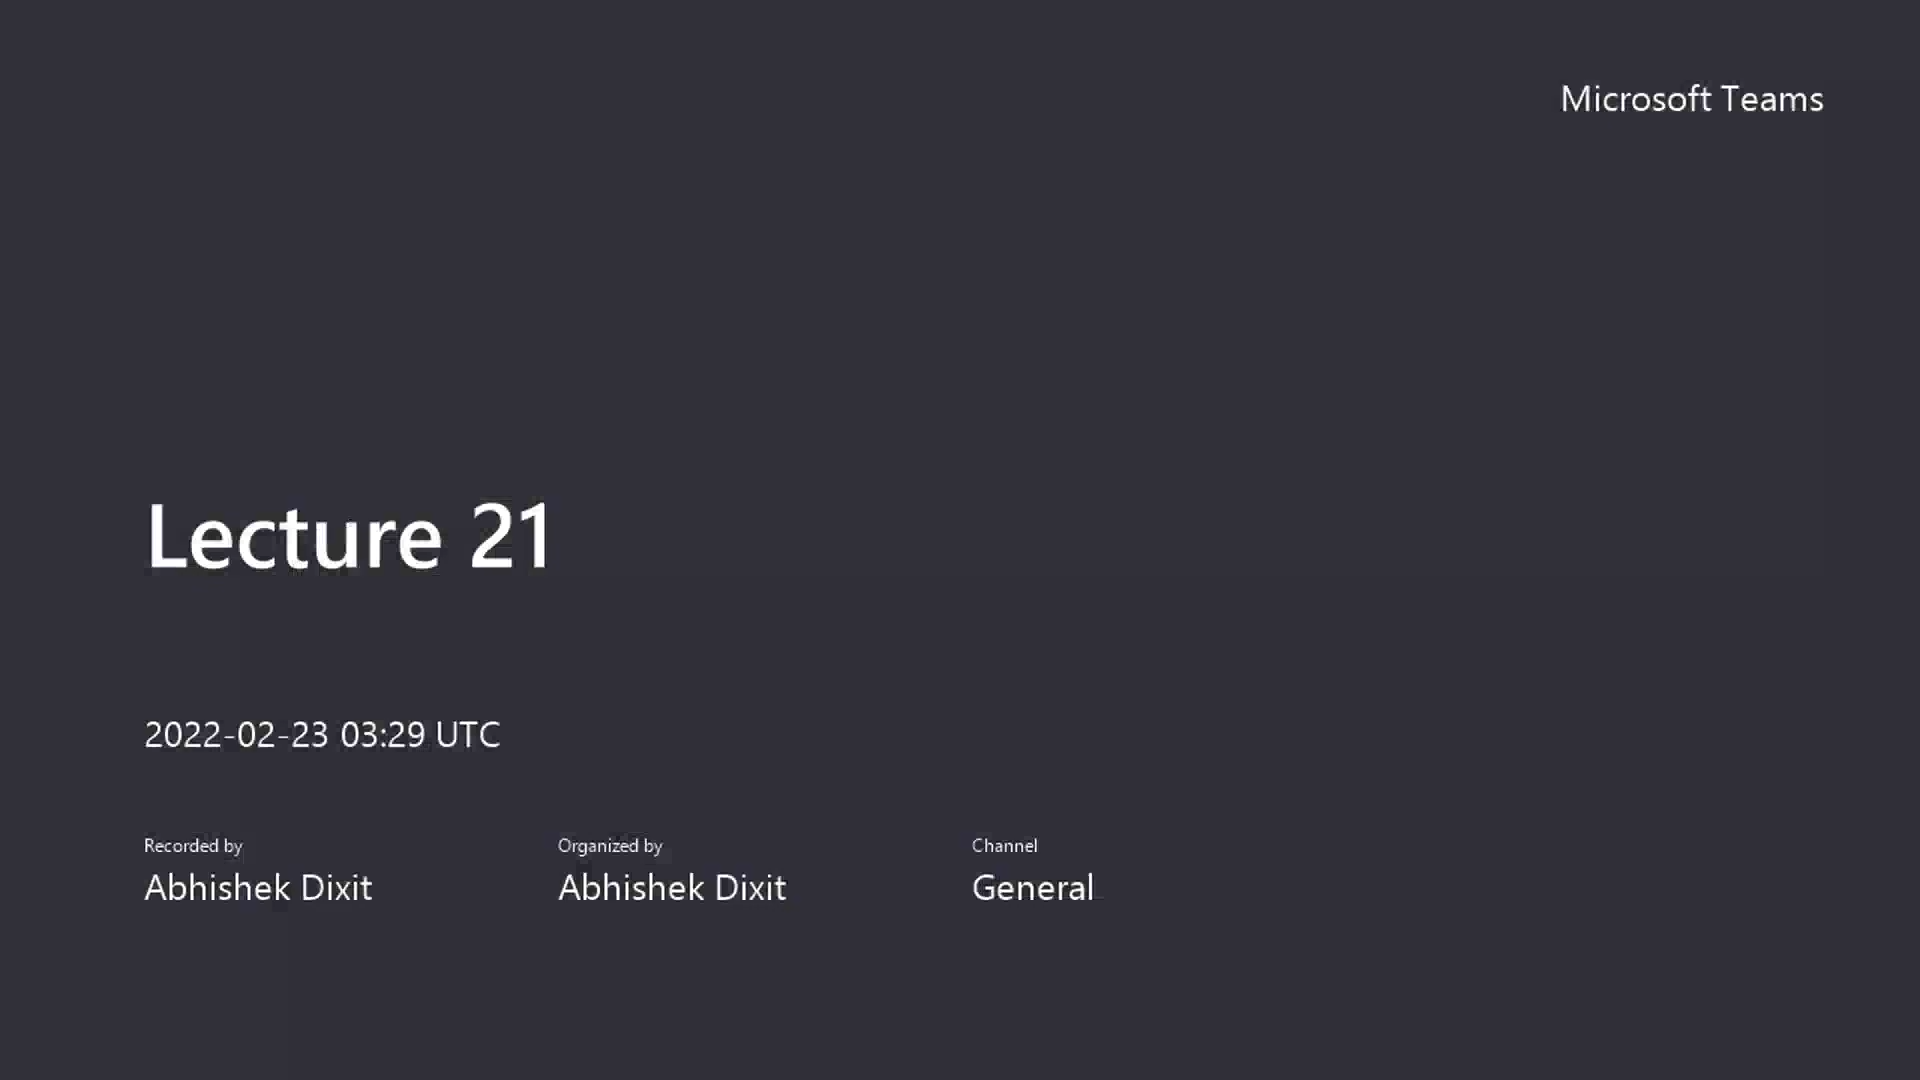 Microsoft Teams
Lecture 21
2022-02-23 03:29 UTC
Recorded by
Abhishek Dixit
Organized by
Abhishek Dixit
Channel
General